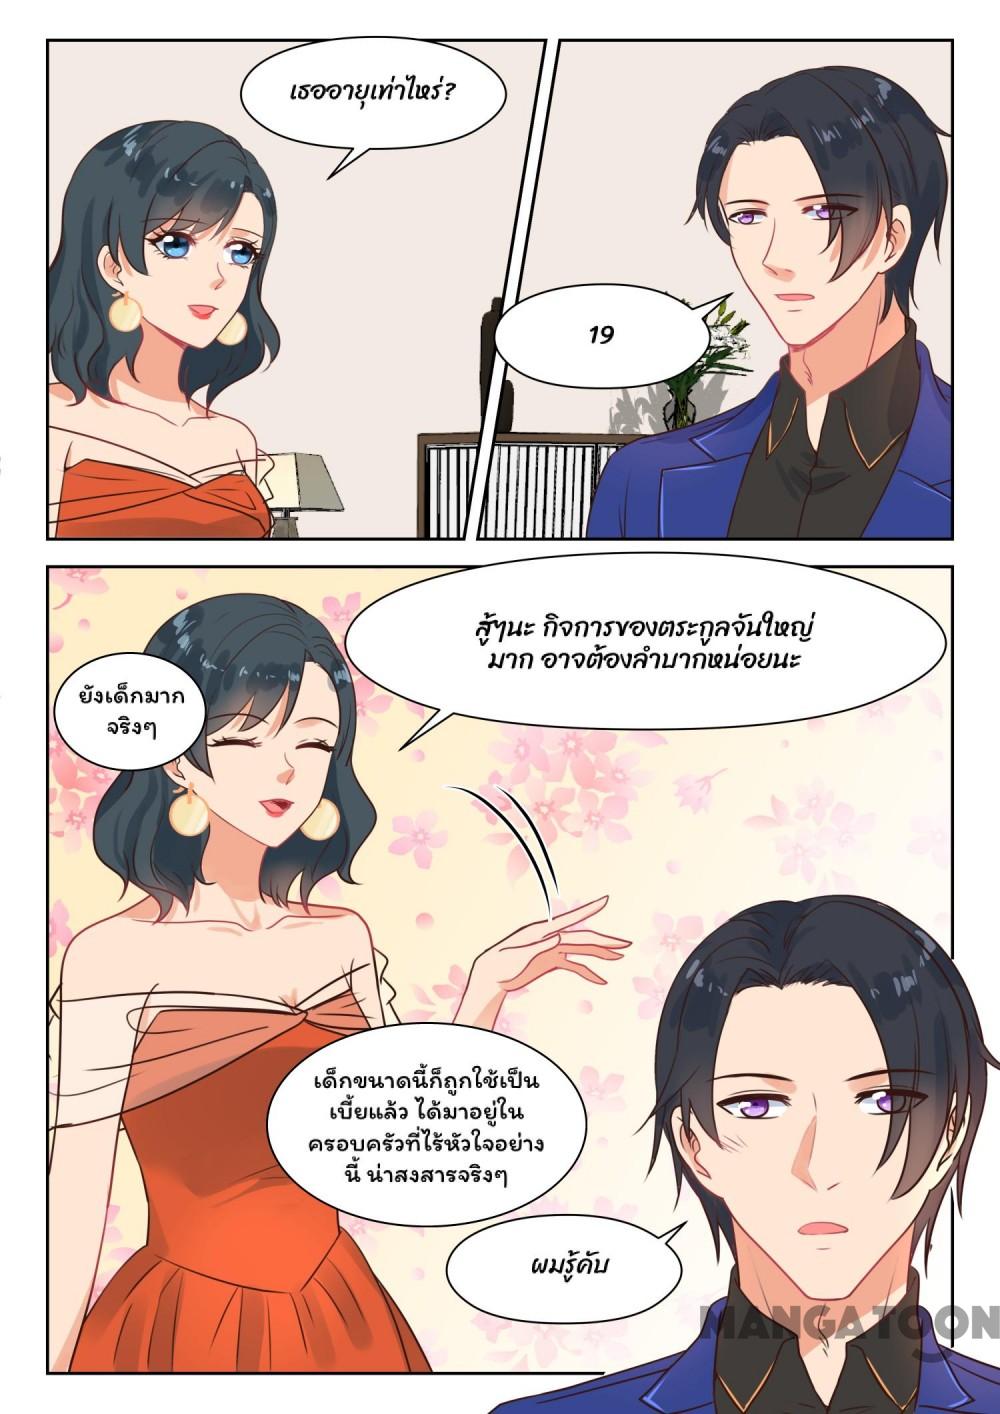 เธออายุเท่าไหร่?
19
สู้ๆนะ กิจการของตระกูลจันใหญ่
มาก อาจต้องลำบากหน่อยนะ
ยังเด็กมาก
จริงๆ
เด็กขนาดนี้ก็ถูกใช้เป็น
เบี้ยแล้ว ได้มาอยู่ใน
ครอบครัวที่ไร้หัวใจอย่าง
นี้ น่าสงสารจริงๆ
ผมรู้คับ
MANGATOON